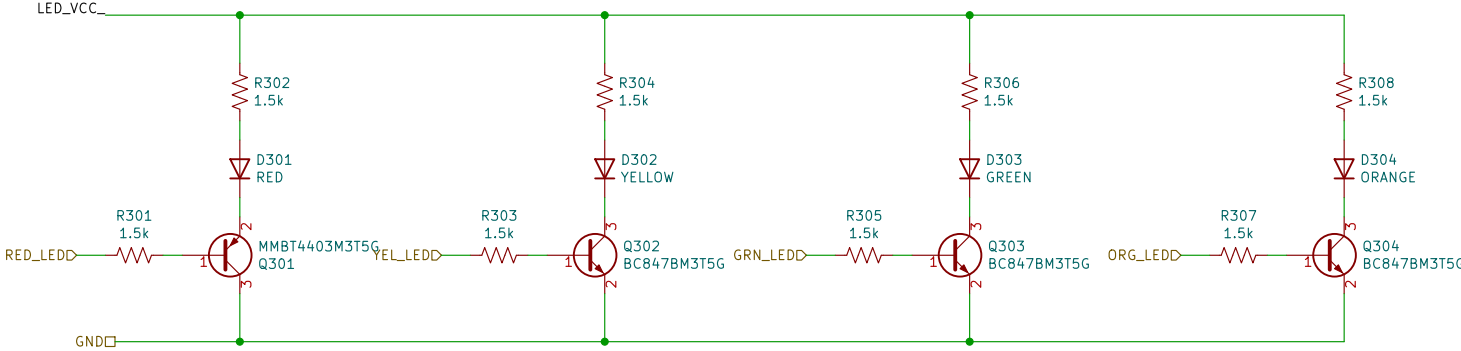 LED_VCC_
R302
1.5k
R304
1.5k
R306
1.5k
R308
1.5k
D301
RED
D302
YELLOW
D303
GREEN
D304
ORANGE
R301
1.5k
2
R303
1.5k
3
R305
1.5k
3
R307
1.5k
3
RED_LED
1
MMBT4403M3T5G
Q301
YEL_LED
1
Q302
BC847BM3T5G
GRN_LED
1
Q303
BC847BM3T5G
ORG_LED
1
Q304
BC847BM3T5G
3
2
2
2
GND